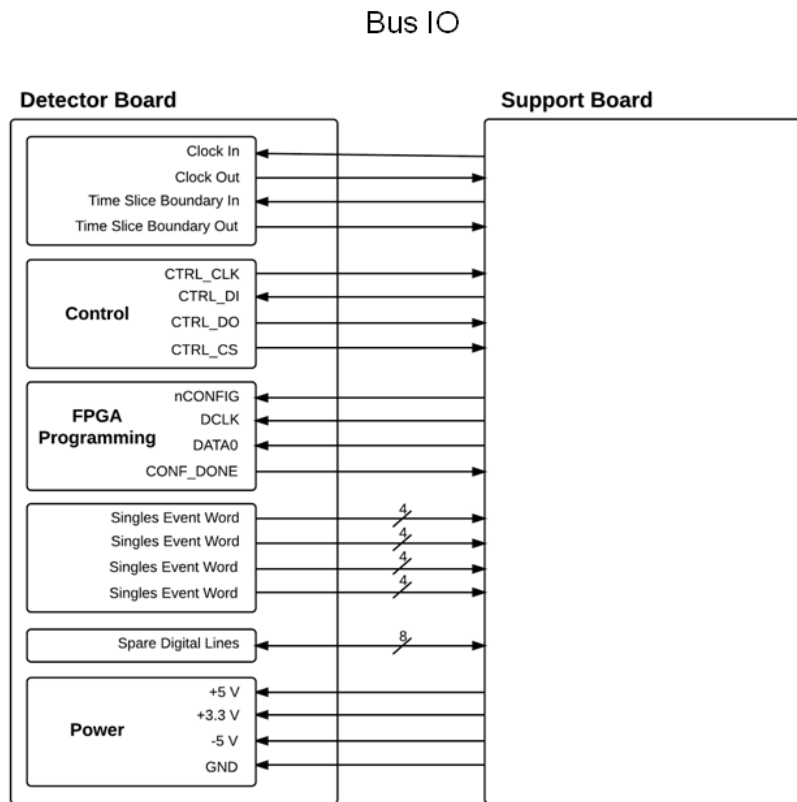 Bus IO
Detector Board
Support Board
Clock In
Clock Out
Time Slice Boundary In
Time Slice Boundary Out
Control
CTRL_CLK
CTRL_DI
CTRL_DO
CTRL_CS
FPGA
Programming
nCONFIG
DCLK
DATA0
CONF_DONE
Singles Event Word
4
Singles Event Word
4
Singles Event Word
4
Singles Event Word
4
Spare Digital Lines
8
Power
+5 V
+3.3 V
-5 V
GND